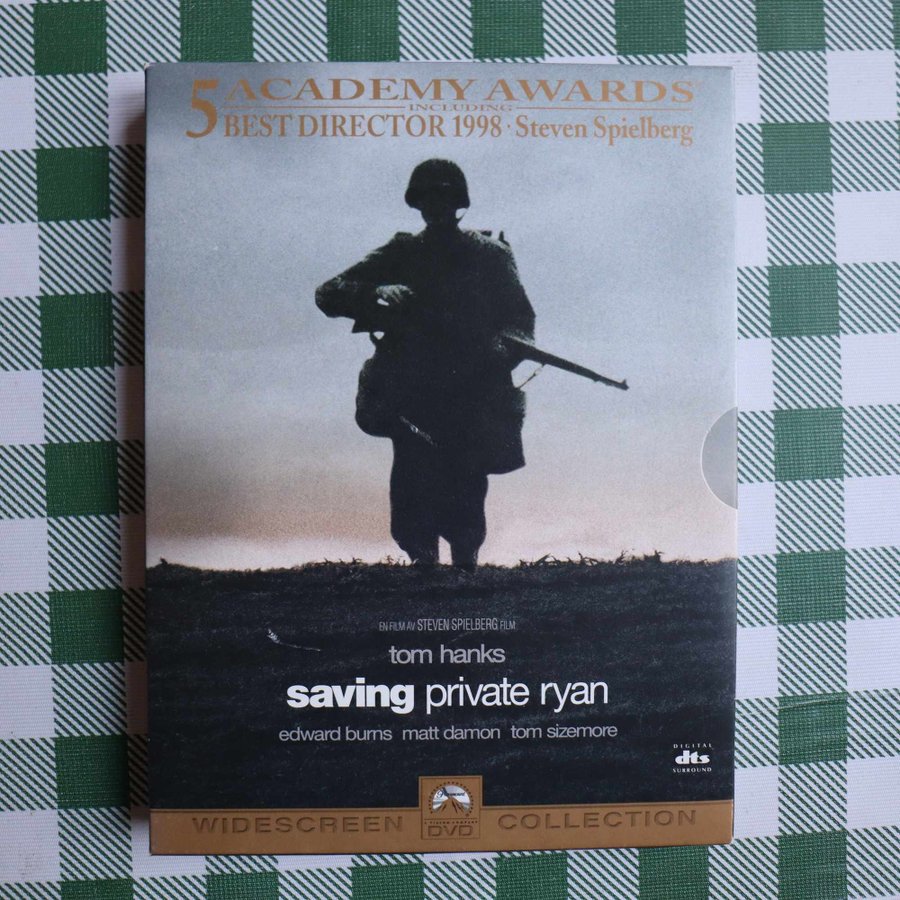 5 ACADEMY AWARDS
INCLUDING
BEST DIRECTOR 1998 · Steven Spielberg
EN FILM AV STEVEN SPIELBERG FILM
tom hanks
saving private ryan
edward burns matt damon tom sizemore
DIGITAL
dts
SURROUND
Paramount
WIDESCREEN DVD COLLECTION